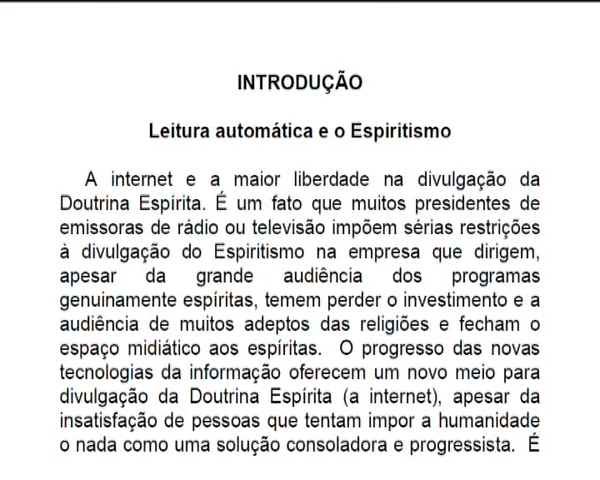 INTRODUÇÃO
Leitura automática e o Espiritismo
A internet e a maior liberdade na divulgação da
Doutrina Espírita. É um fato que muitos presidentes de
emissoras de rádio ou televisão impõem sérias restrições
à divulgação do Espiritismo na empresa que dirigem,
apesar da grande audiência dos programas
genuinamente espíritas, temem perder o investimento e a
audiência de muitos adeptos das religiões e fecham o
espaço midiático aos espíritas. O progresso das novas
tecnologias da informação oferecem um novo meio para
divulgação da Doutrina Espírita (a internet), apesar da
insatisfação de pessoas que tentam impor a humanidade
o nada como uma solução consoladora e progressista. É